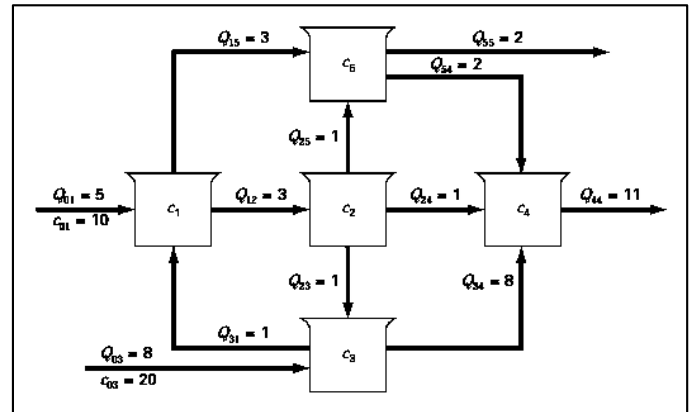 Q15 = 3
c5
Q55 = 2
Q54 = 2
Q25 = 1
Q01 = 5
c01 = 10
c1
Q12 = 3
c2
Q24 = 1
c4
Q44 = 11
Q23 = 1
Q34 = 8
Q31 = 1
Q03 = 8
c03 = 20
c3